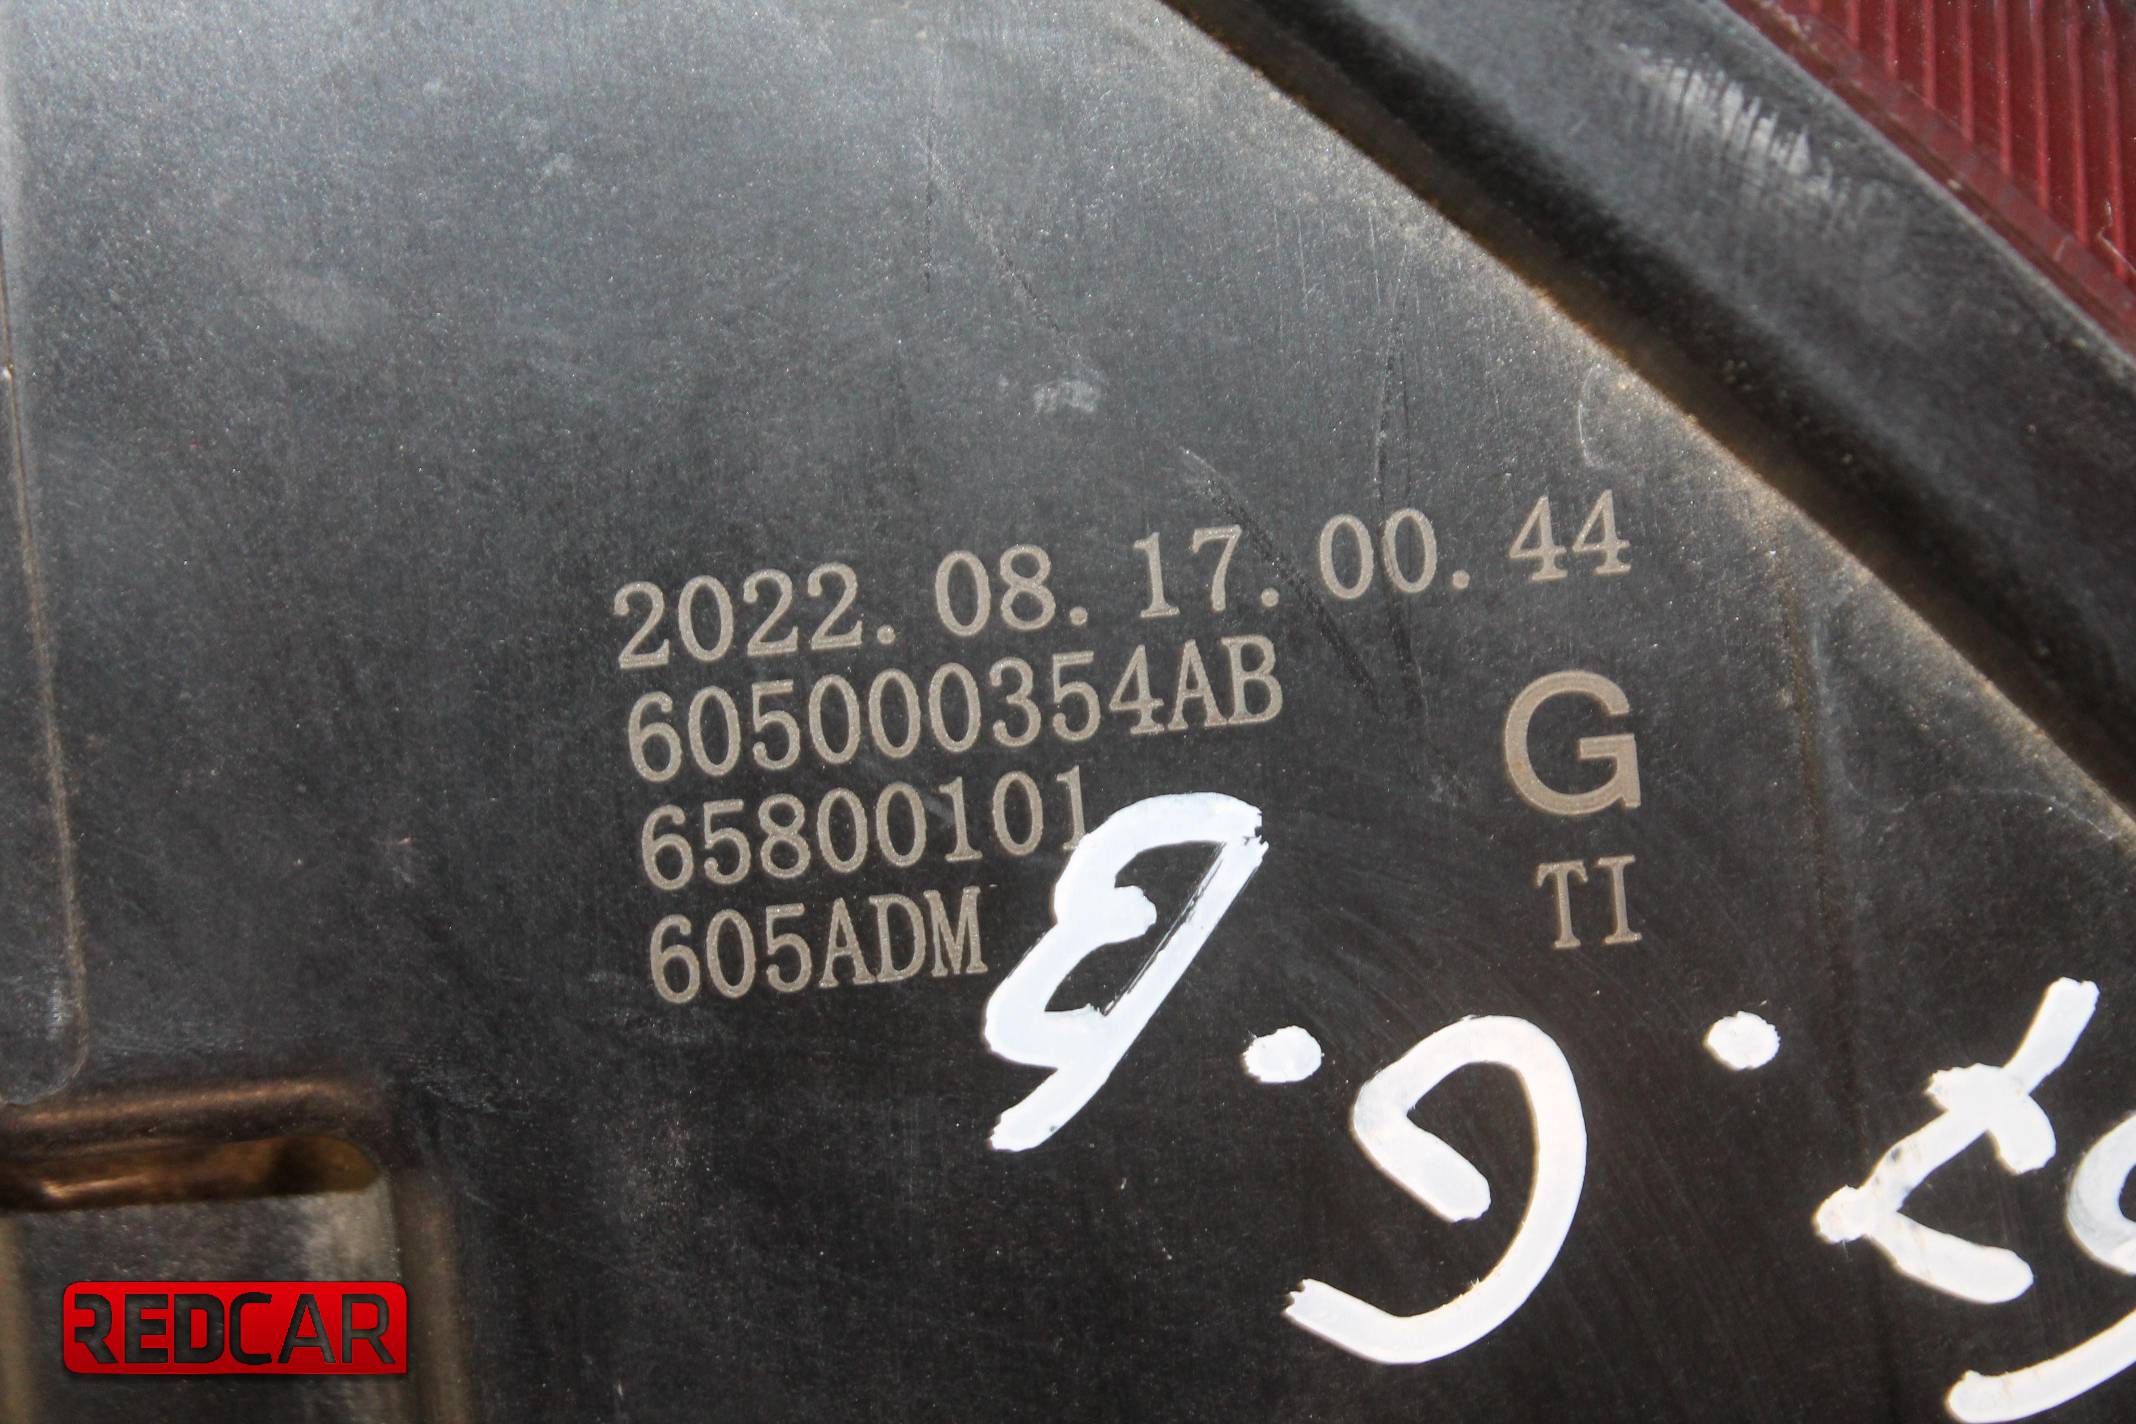 2022.08.17.00.44
605000354AB
G
65800101
TI
605ADM
REDCAR